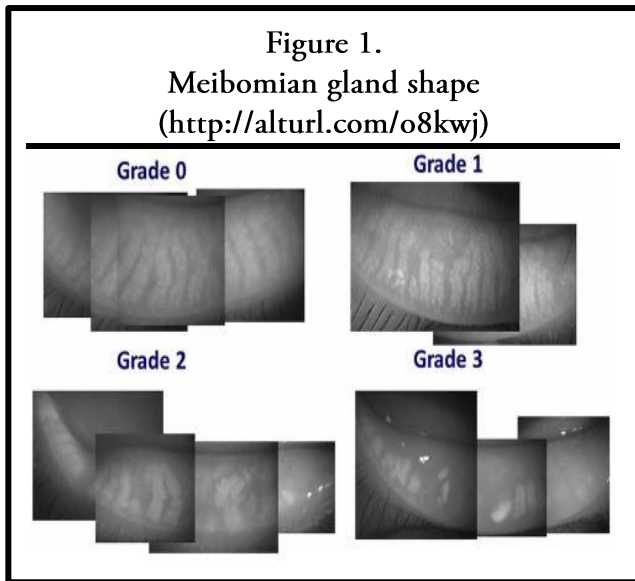 Figure 1.
Meibomian gland shape
(http://alturl.com/o8kwj)
Grade 0
Grade 1
Grade 2
Grade 3